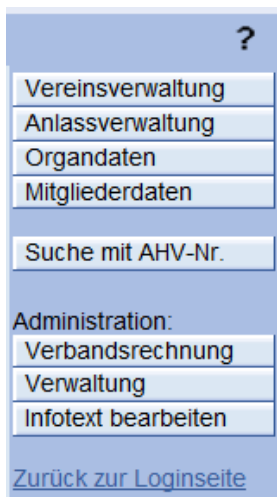 ?
Vereinsverwaltung
Anlassverwaltung
Organdaten
Mitgliederdaten
Suche mit AHV-Nr.
Administration:
Verbandsrechnung
Verwaltung
Infotext bearbeiten
Zurück zur Loginseite